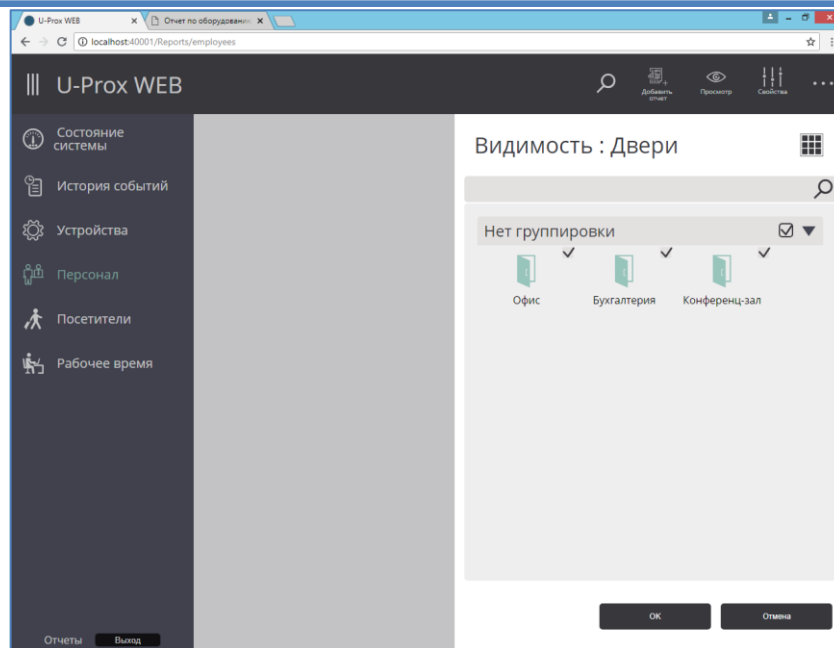 U-Prox WEB
Отчет по оборудованию
localhost:40001/Reports/employees
U-Prox WEB
Добавить
отчет
Просмотр
Свойства
Состояние
системы
История событий
Устройства
Персонал
Посетители
Рабочее время
Видимость : Двери
Нет группировки
Офис
Бухгалтерия
Конференц-зал
OK
Отмена
Отчеты
Выход